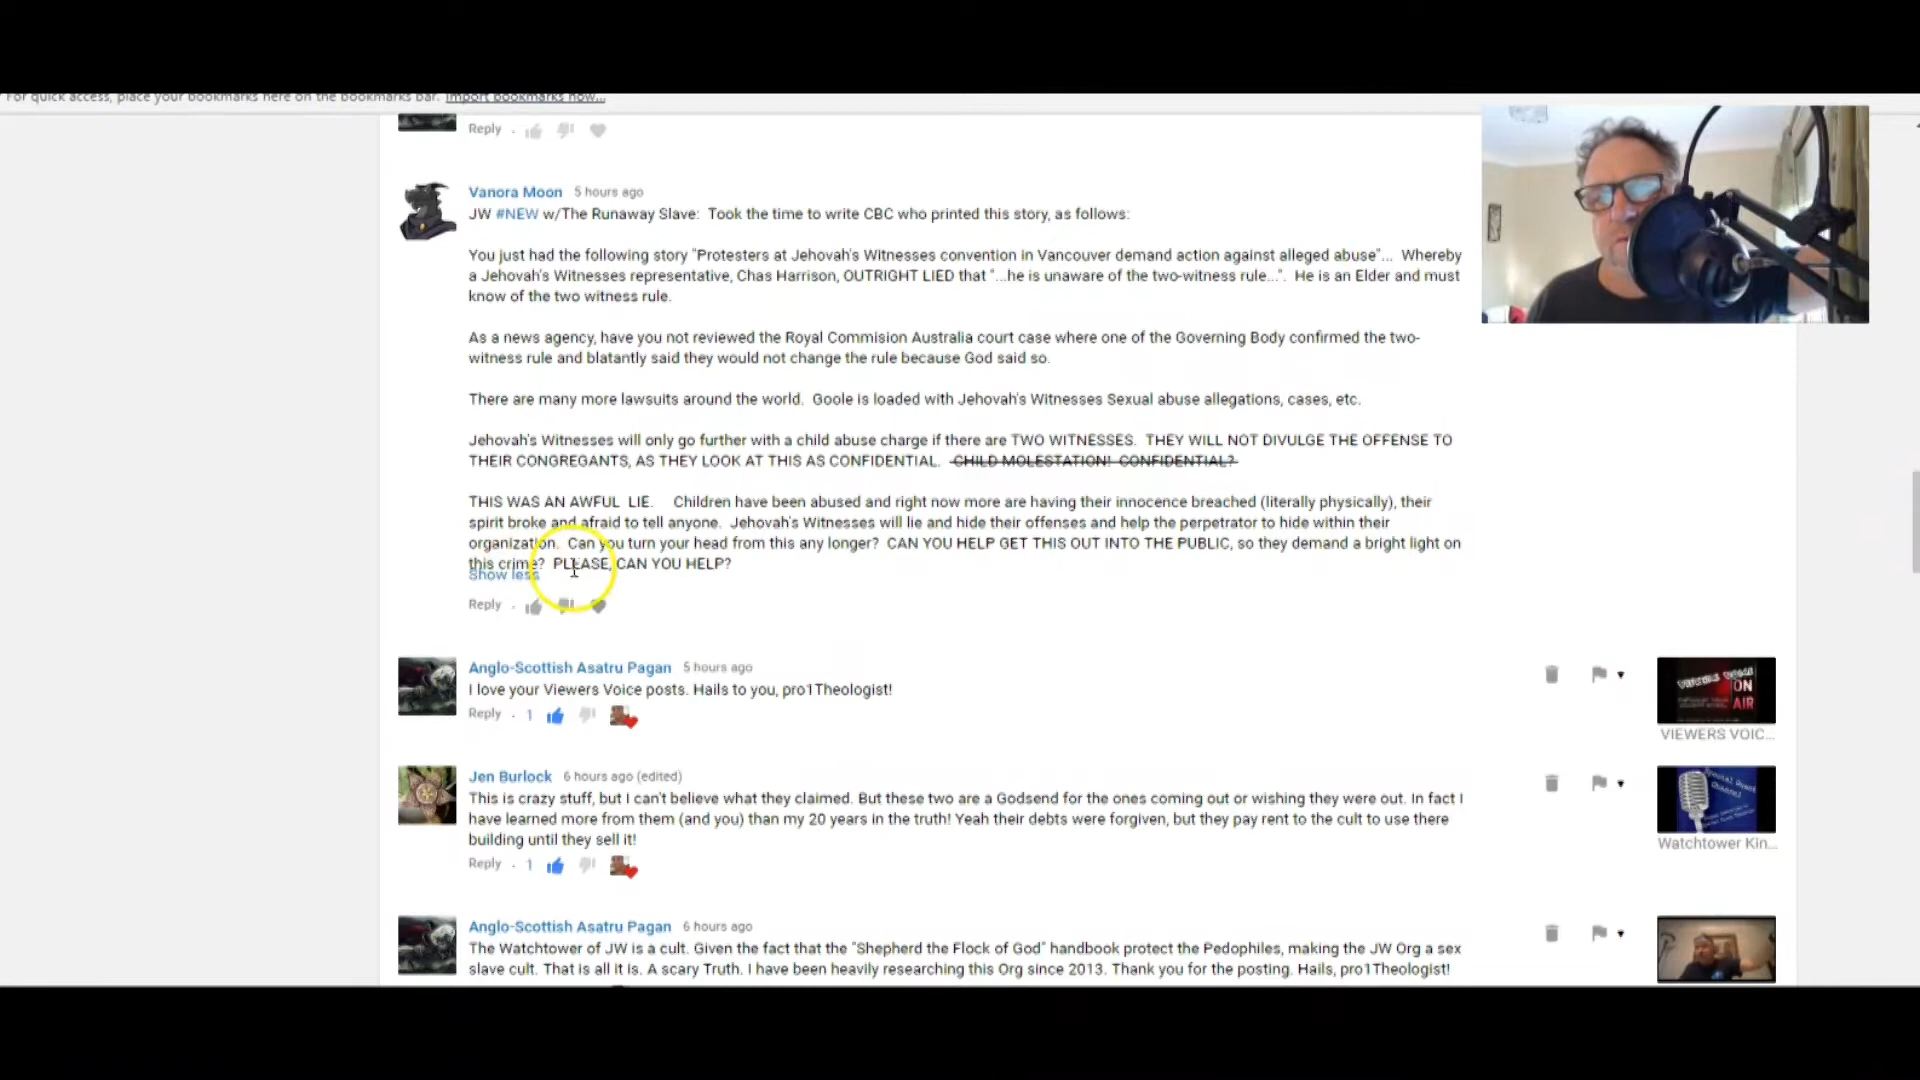 For quick access, place your bookmarks here on the bookmarks bar. Import bookmarks now...
Reply
Vanora Moon 5 hours ago
JW #NEW w/The Runaway Slave: Took the time to write CBC who printed this story, as follows:
You just had the following story "Protesters at Jehovah's Witnesses convention in Vancouver demand action against alleged abuse"... Whereby
a Jehovah's Witnesses representative, Chas Harrison, OUTRIGHT LIED that "...he is unaware of the two-witness rule...". He is an Elder and must
know of the two witness rule.
As a news agency, have you not reviewed the Royal Commision Australia court case where one of the Governing Body confirmed the two-
witness rule and blatantly said they would not change the rule because God said so.
There are many more lawsuits around the world. Goole is loaded with Jehovah's Witnesses Sexual abuse allegations, cases, etc.
Jehovah's Witnesses will only go further with a child abuse charge if there are TWO WITNESSES. THEY WILL NOT DIVULGE THE OFFENSE TO
THEIR CONGREGANTS, AS THEY LOOK AT THIS AS CONFIDENTIAL. CHILD MOLESTATION! CONFIDENTIAL?
THIS WAS AN AWFUL LIE. Children have been abused and right now more are having their innocence breached (literally physically), their
spirit broke and afraid to tell anyone. Jehovah's Witnesses will lie and hide their offenses and help the perpetrator to hide within their
organization. Can you turn your head from this any longer? CAN YOU HELP GET THIS OUT INTO THE PUBLIC, so they demand a bright light on
this crime? PLEASE, CAN YOU HELP?
Show less
Reply
Anglo-Scottish Asatru Pagan 5 hours ago
I love your Viewers Voice posts. Hails to you, pro1Theologist!
Reply . 1
VIEWERS VOICE ON AIR
VIEWERS VOIC...
Jen Burlock 6 hours ago (edited)
This is crazy stuff, but I can't believe what they claimed. But these two are a Godsend for the ones coming out or wishing they were out. In fact I
have learned more from them (and you) than my 20 years in the truth! Yeah their debts were forgiven, but they pay rent to the cult to use there
building until they sell it!
Reply . 1
Special Guest
Channel
Watchtower Kin...
Anglo-Scottish Asatru Pagan 6 hours ago
The Watchtower of JW is a cult. Given the fact that the "Shepherd the Flock of God" handbook protect the Pedophiles, making the JW Org a sex
slave cult. That is all it is. A scary Truth. I have been heavily researching this Org since 2013. Thank you for the posting. Hails, pro1Theologist!